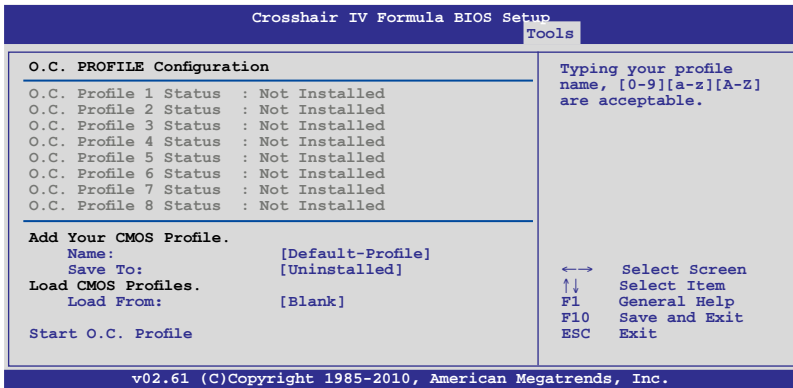 Crosshair IV Formula BIOS Setup
Tools
O.C. PROFILE Configuration
O.C. Profile 1 Status : Not Installed
O.C. Profile 2 Status : Not Installed
O.C. Profile 3 Status : Not Installed
O.C. Profile 4 Status : Not Installed
O.C. Profile 5 Status : Not Installed
O.C. Profile 6 Status : Not Installed
O.C. Profile 7 Status : Not Installed
O.C. Profile 8 Status : Not Installed
Add Your CMOS Profile.
Name: [Default-Profile]
Save To: [Uninstalled]
Load CMOS Profiles.
Load From: [Blank]
Start O.C. Profile
Typing your profile
name, [0-9][a-z][A-Z]
are acceptable.
←→ Select Screen
↑↓ Select Item
F1 General Help
F10 Save and Exit
ESC Exit
v02.61 (C)Copyright 1985-2010, American Megatrends, Inc.